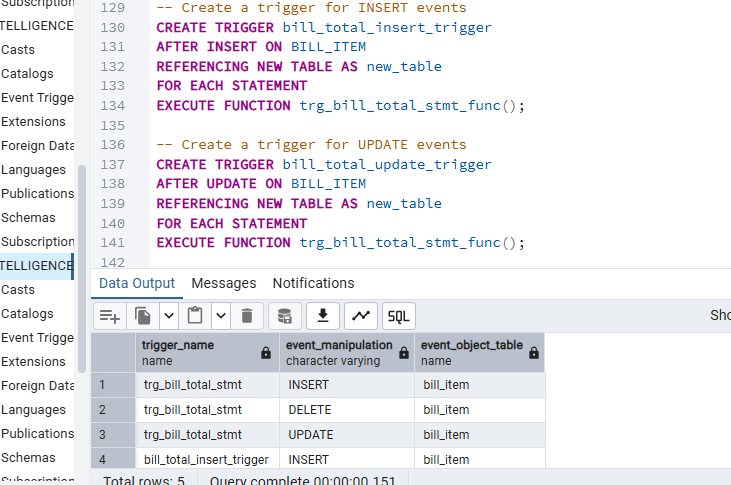 Subscription
TELLIGENCE
Casts
Catalogs
Event Trigge
Extensions
Foreign Data
Languages
Publications
Schemas
Subscription
TELLIGENCE
Casts
Catalogs
Event Trigge
Extensions
Foreign Data
Languages
Publications
Schemas
Subscription
129 -- Create a trigger for INSERT events
130 CREATE TRIGGER bill_total_insert_trigger
131 AFTER INSERT ON BILL_ITEM
132 REFERENCING NEW TABLE AS new_table
133 FOR EACH STATEMENT
134 EXECUTE FUNCTION trg_bill_total_stmt_func();
135
136 -- Create a trigger for UPDATE events
137 CREATE TRIGGER bill_total_update_trigger
138 AFTER UPDATE ON BILL_ITEM
139 REFERENCING NEW TABLE AS new_table
140 FOR EACH STATEMENT
141 EXECUTE FUNCTION trg_bill_total_stmt_func();
142
Data Output Messages Notifications
SQL Sho
trigger_name event_manipulation event_object_table
name character varying name
1 trg_bill_total_stmt INSERT bill_item
2 trg_bill_total_stmt DELETE bill_item
3 trg_bill_total_stmt UPDATE bill_item
4 bill_total_insert_trigger INSERT bill_item
Total rows: 5 Query complete 00:00:00.151